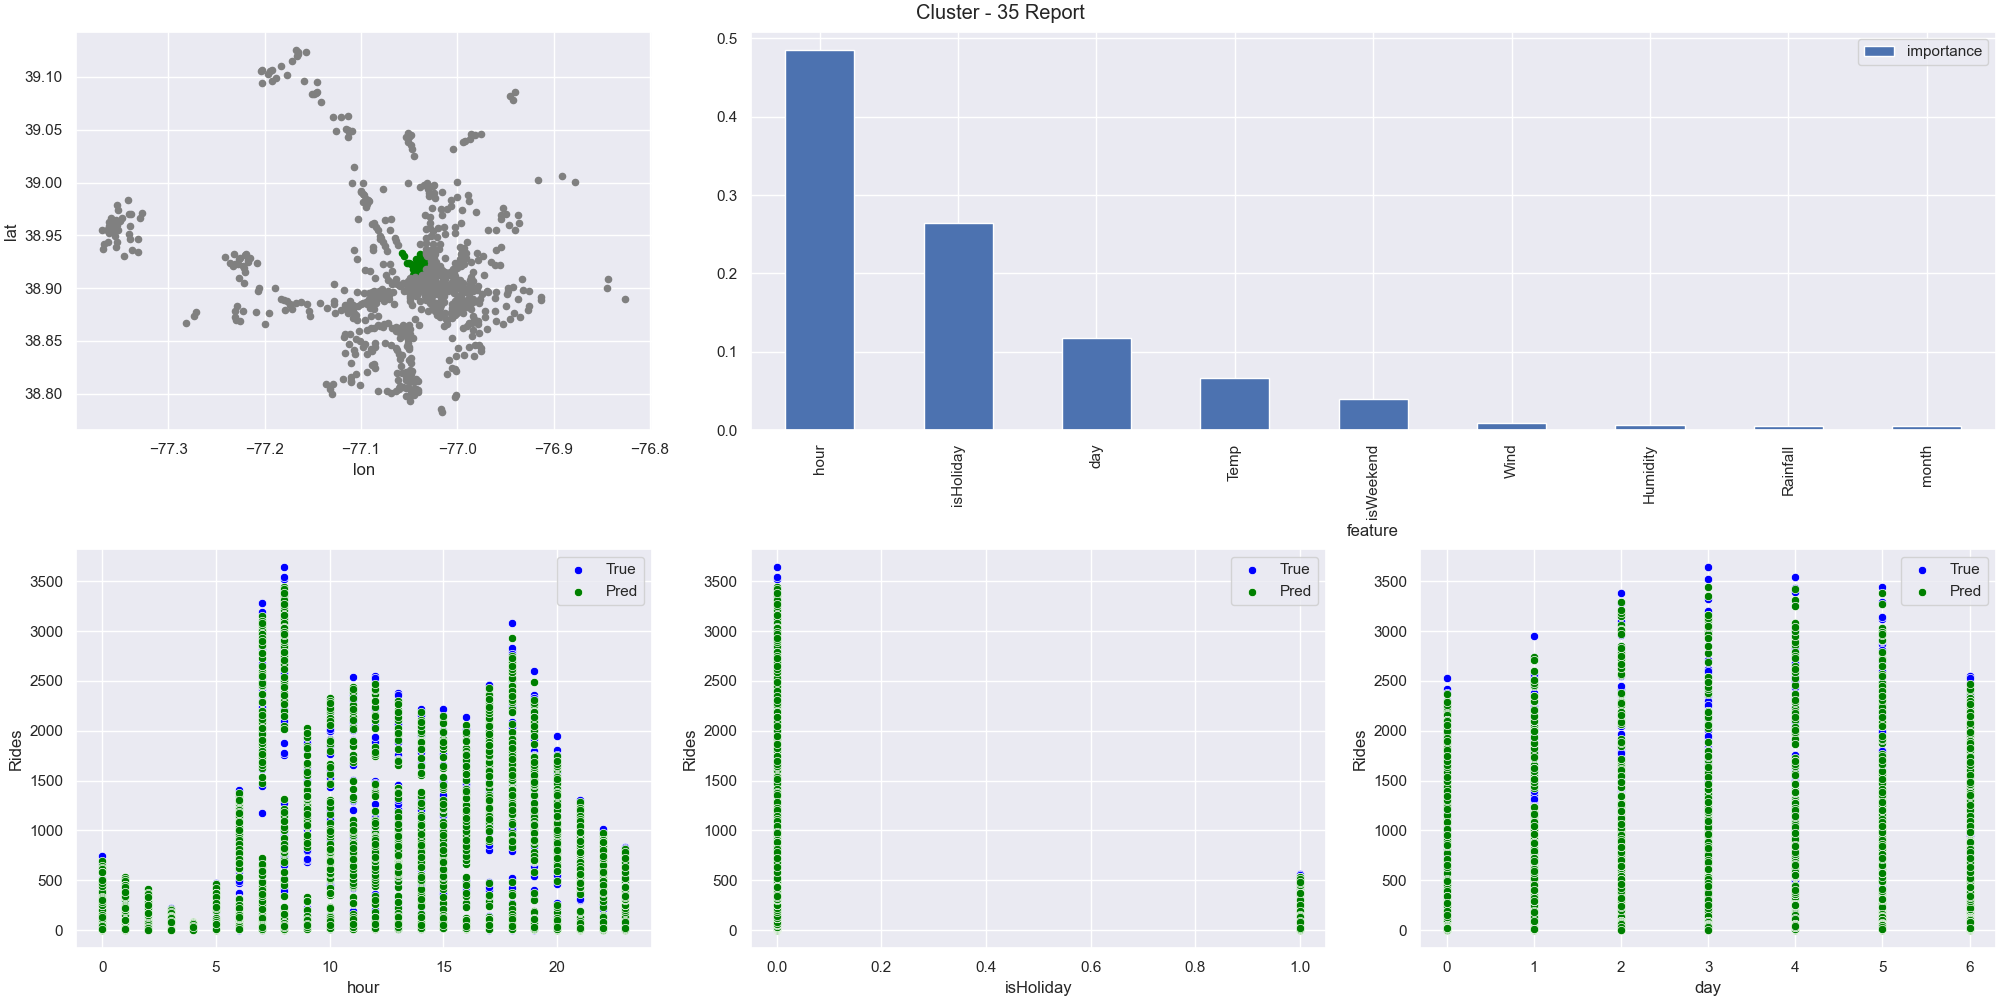 Cluster - 35 Report
lat
39.10
39.05
39.00
38.95
38.90
38.85
38.80
−77.3 −77.2 −77.1 −77.0 −76.9 −76.8
lon
importance
0.5
0.4
0.3
0.2
0.1
0.0
hour isHoliday day Temp isWeekend Wind Humidity Rainfall month
feature
True
Pred
Rides
3500
3000
2500
2000
1500
1000
500
0
0 5 10 15 20
hour
True
Pred
Rides
3500
3000
2500
2000
1500
1000
500
0
0.0 0.2 0.4 0.6 0.8 1.0
isHoliday
True
Pred
Rides
3500
3000
2500
2000
1500
1000
500
0
0 1 2 3 4 5 6
day